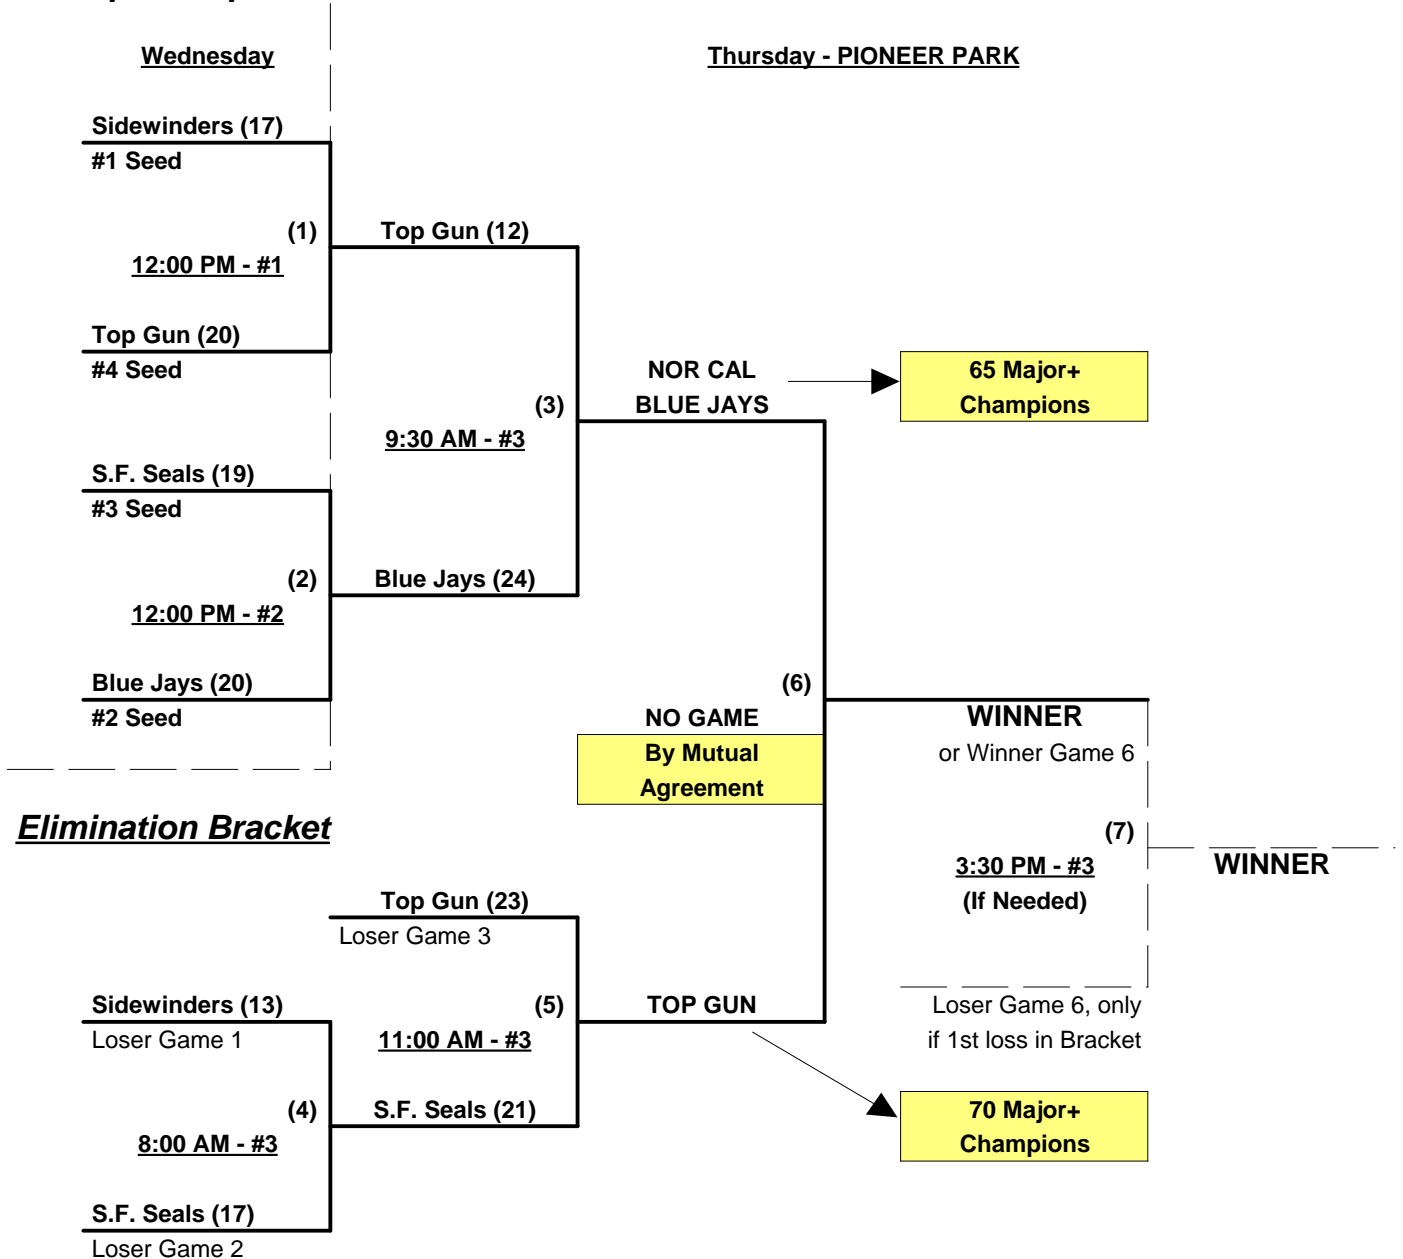 Wednesday
Thursday - PIONEER PARK
Sidewinders (17)
#1 Seed
(1)
Top Gun (12)
12:00 PM - #1
Top Gun (20)
#4 Seed
NOR CAL
BLUE JAYS
65 Major+
Champions
(3)
9:30 AM - #3
S.F. Seals (19)
#3 Seed
(2)
Blue Jays (24)
12:00 PM - #2
Blue Jays (20)
#2 Seed
(6)
NO GAME
By Mutual
Agreement
WINNER
or Winner Game 6
Elimination Bracket
(7)
3:30 PM - #3
(If Needed)
WINNER
Top Gun (23)
Loser Game 3
Sidewinders (13)
Loser Game 1
(5)
11:00 AM - #3
TOP GUN
Loser Game 6, only
if 1st loss in Bracket
(4)
S.F. Seals (21)
8:00 AM - #3
70 Major+
Champions
S.F. Seals (17)
Loser Game 2